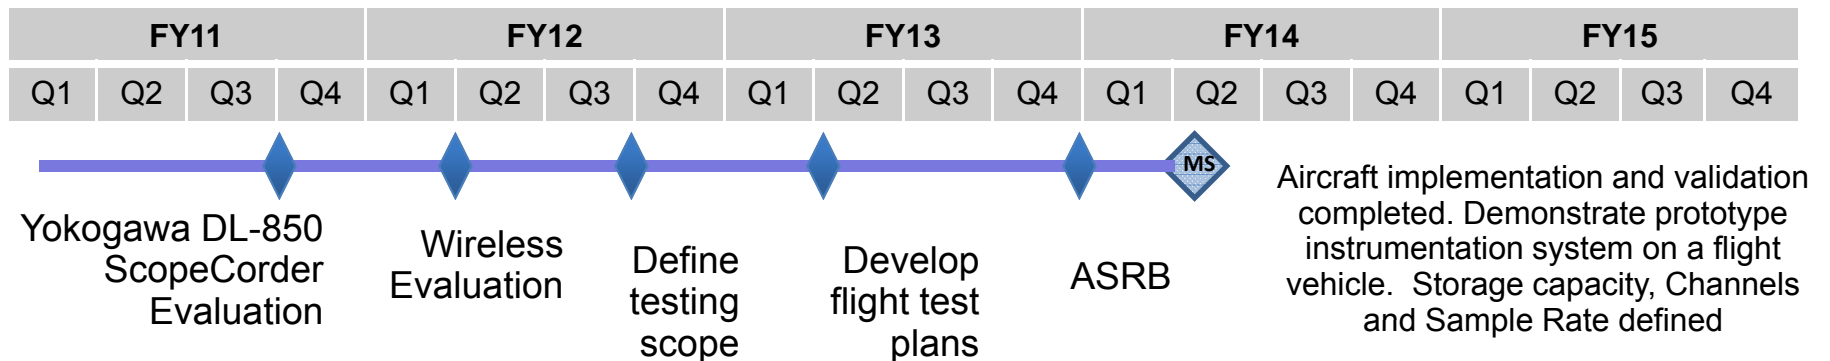 FY11 FY12 FY13 FY14 FY15
Q1 Q2 Q3 Q4 Q1 Q2 Q3 Q4 Q1 Q2 Q3 Q4 Q1 Q2 Q3 Q4 Q1 Q2 Q3 Q4
MS
Yokogawa DL-850
ScopeCorder
Evaluation
Wireless
Evaluation
Define
testing
scope
Develop
flight test
plans
ASRB
Aircraft implementation and validation
completed. Demonstrate prototype
instrumentation system on a flight
vehicle.  Storage capacity, Channels
and Sample Rate defined